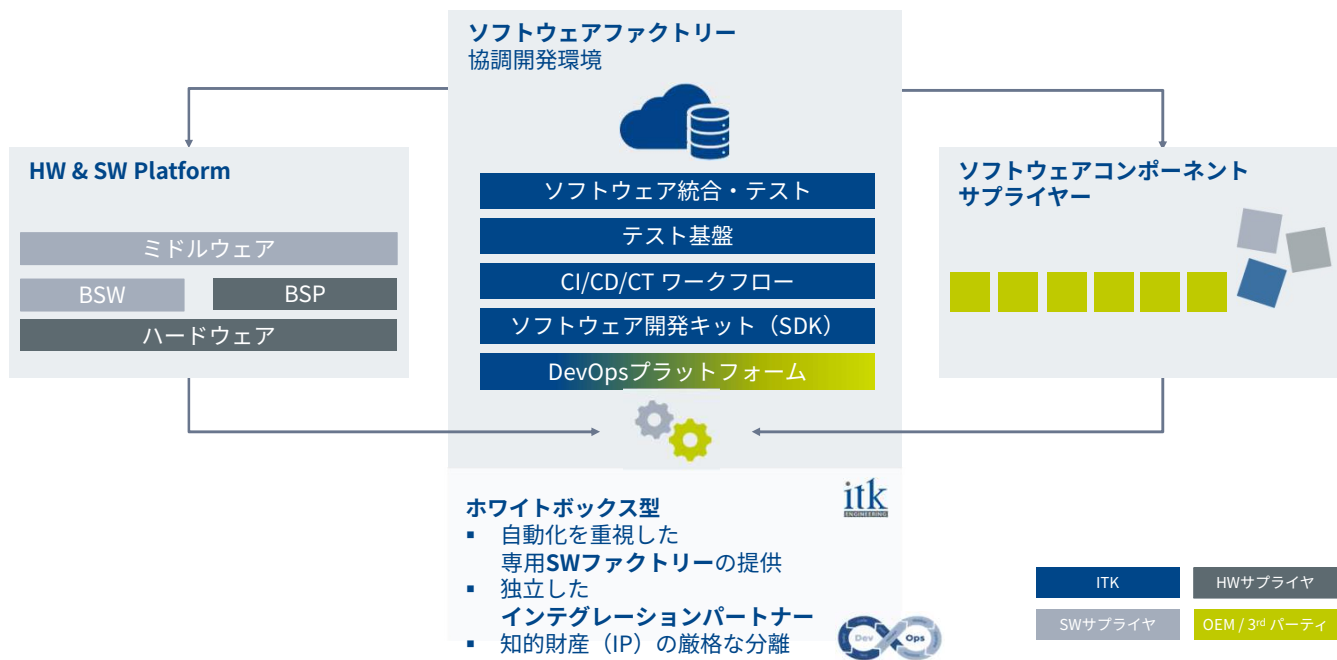 ソフトウェアファクトリー
協調開発環境
HW & SW Platform
ミドルウェア
BSW
BSP
ハードウェア
ソフトウェア統合・テスト
テスト基盤
CI/CD/CT ワークフロー
ソフトウェア開発キット（SDK）
DevOpsプラットフォーム
ソフトウェアコンポーネント
サプライヤー
ホワイトボックス型
▪ 自動化を重視した
専用SWファクトリーの提供
▪ 独立した
インテグレーションパートナー
▪ 知的財産（IP）の厳格な分離
itk
ENGINEERING
Dev
Ops
ITK
HWサプライヤ
SWサプライヤ
OEM / 3rd パーティ